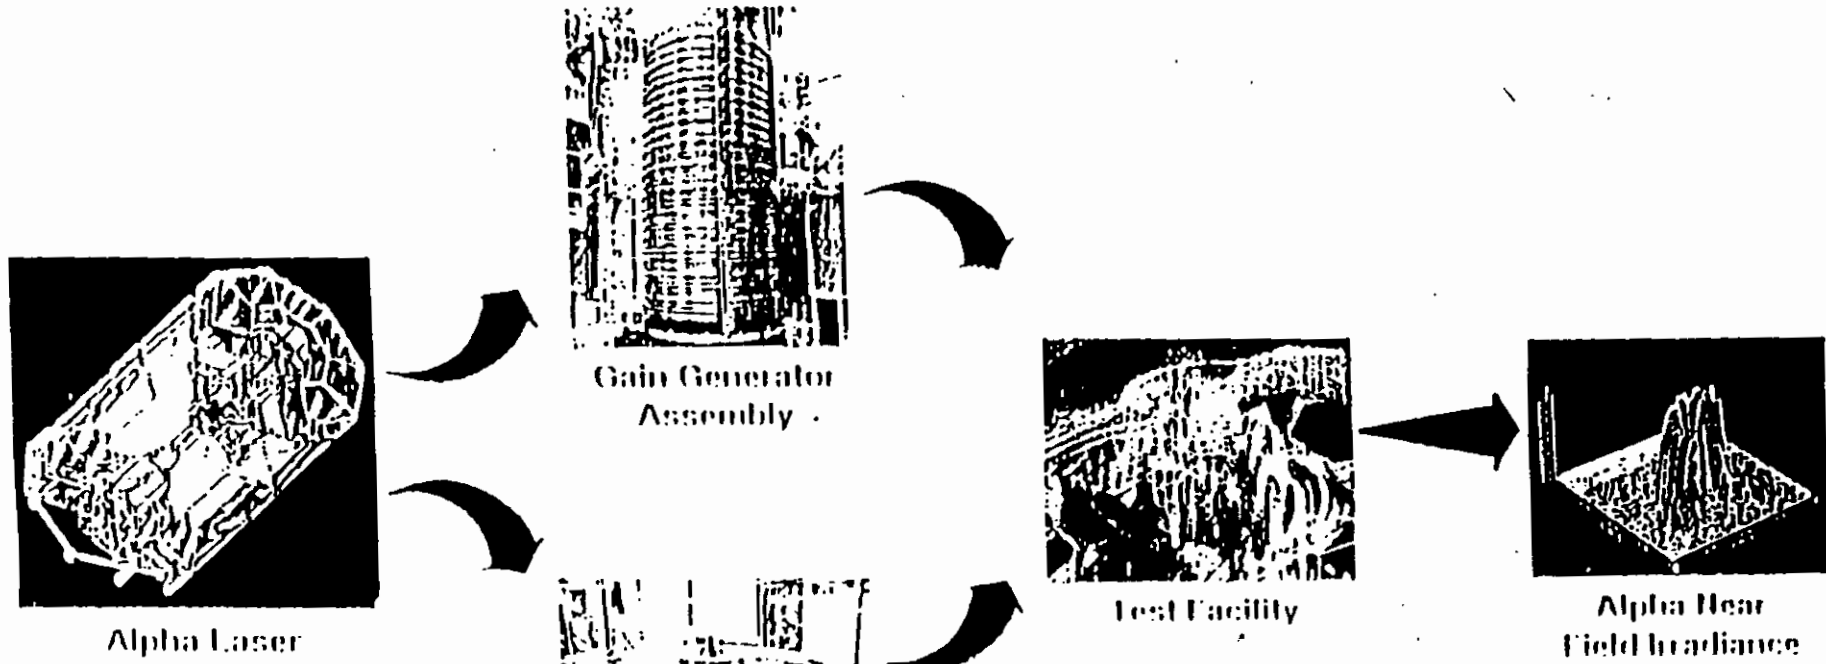 Gain Generator
Assembly
Alpha Laser
Test Facility
Alpha Near
Field Irradiance